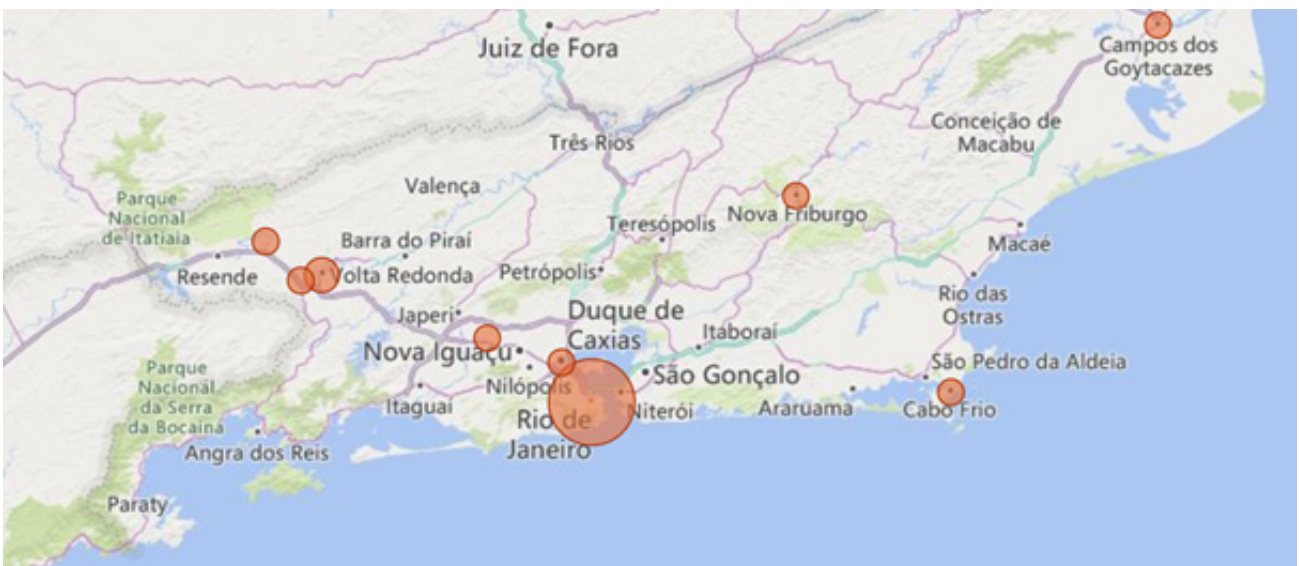 Juiz de Fora
Campos dos
Goytacazes
Conceição de
Macabu
Três Rios
Valença
Parque
Nacional
de Itatiaia
Nova Friburgo
Teresópolis
Macaé
Barra do Piraí
Resende
Volta Redonda
Petrópolis
Rio das
Ostras
Japeri
Duque de
Caxias
Itaboraí
Nova Iguaçu
São Pedro da Aldeia
Parque
Nacional
da Serra
da Bocaina
Nilópolis
São Gonçalo
Itaguai
Rio de
Janeiro
Niterói
Araruama
Cabo Frio
Angra dos Reis
Paraty